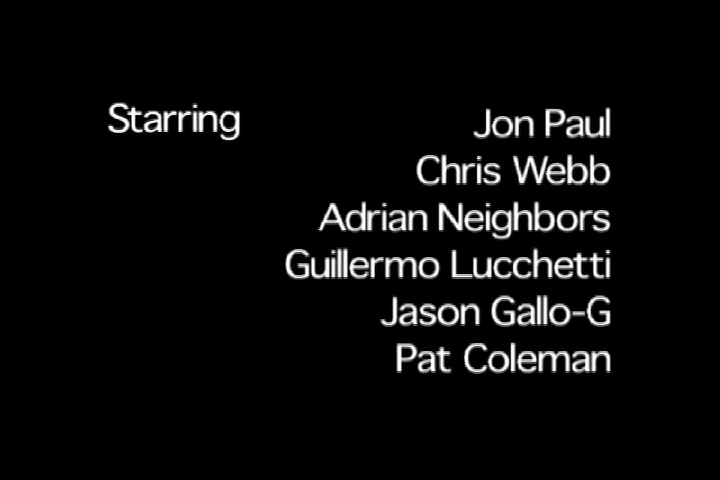 Starring Jon Paul
Chris Webb
Adrian Neighbors
Guillermo Lucchetti
Jason Gallo-G
Pat Coleman